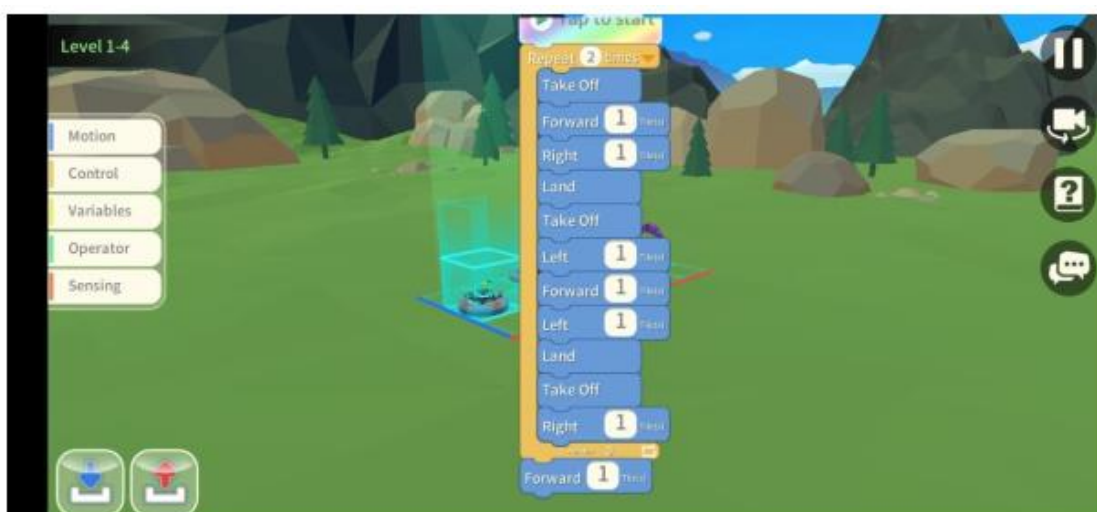 Tap to start
Level 1-4
Repeat 2 times
Take Off
Forward 1
Motion
Right 1
Control
Land
Variables
Take Off
Operator
Left 1
Sensing
Forward 1
Left 1
Land
Take Off
Right 1
Forward 1
?